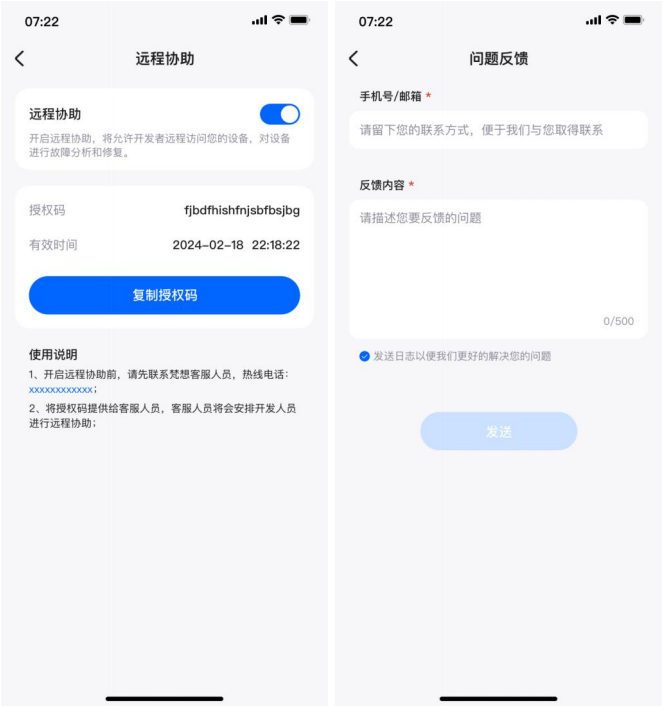 07:22
远程协助
远程协助
开启远程协助，将允许开发者远程访问您的设备，对设备
进行故障分析和修复。
授权码 fjbdfhishfnjsbfbsjbg
有效时间 2024-02-18 22:18:22
复制授权码
使用说明
1、开启远程协助前，请先联系梵想客服人员，热线电话：
xxxxxxxxxxxx；
2、将授权码提供给客服人员，客服人员将会安排开发人员
进行远程协助；
07:22
问题反馈
手机号/邮箱 *
请留下您的联系方式，便于我们与您取得联系
反馈内容 *
请描述您要反馈的问题
0/500
发送日志以便我们更好的解决您的问题
发送